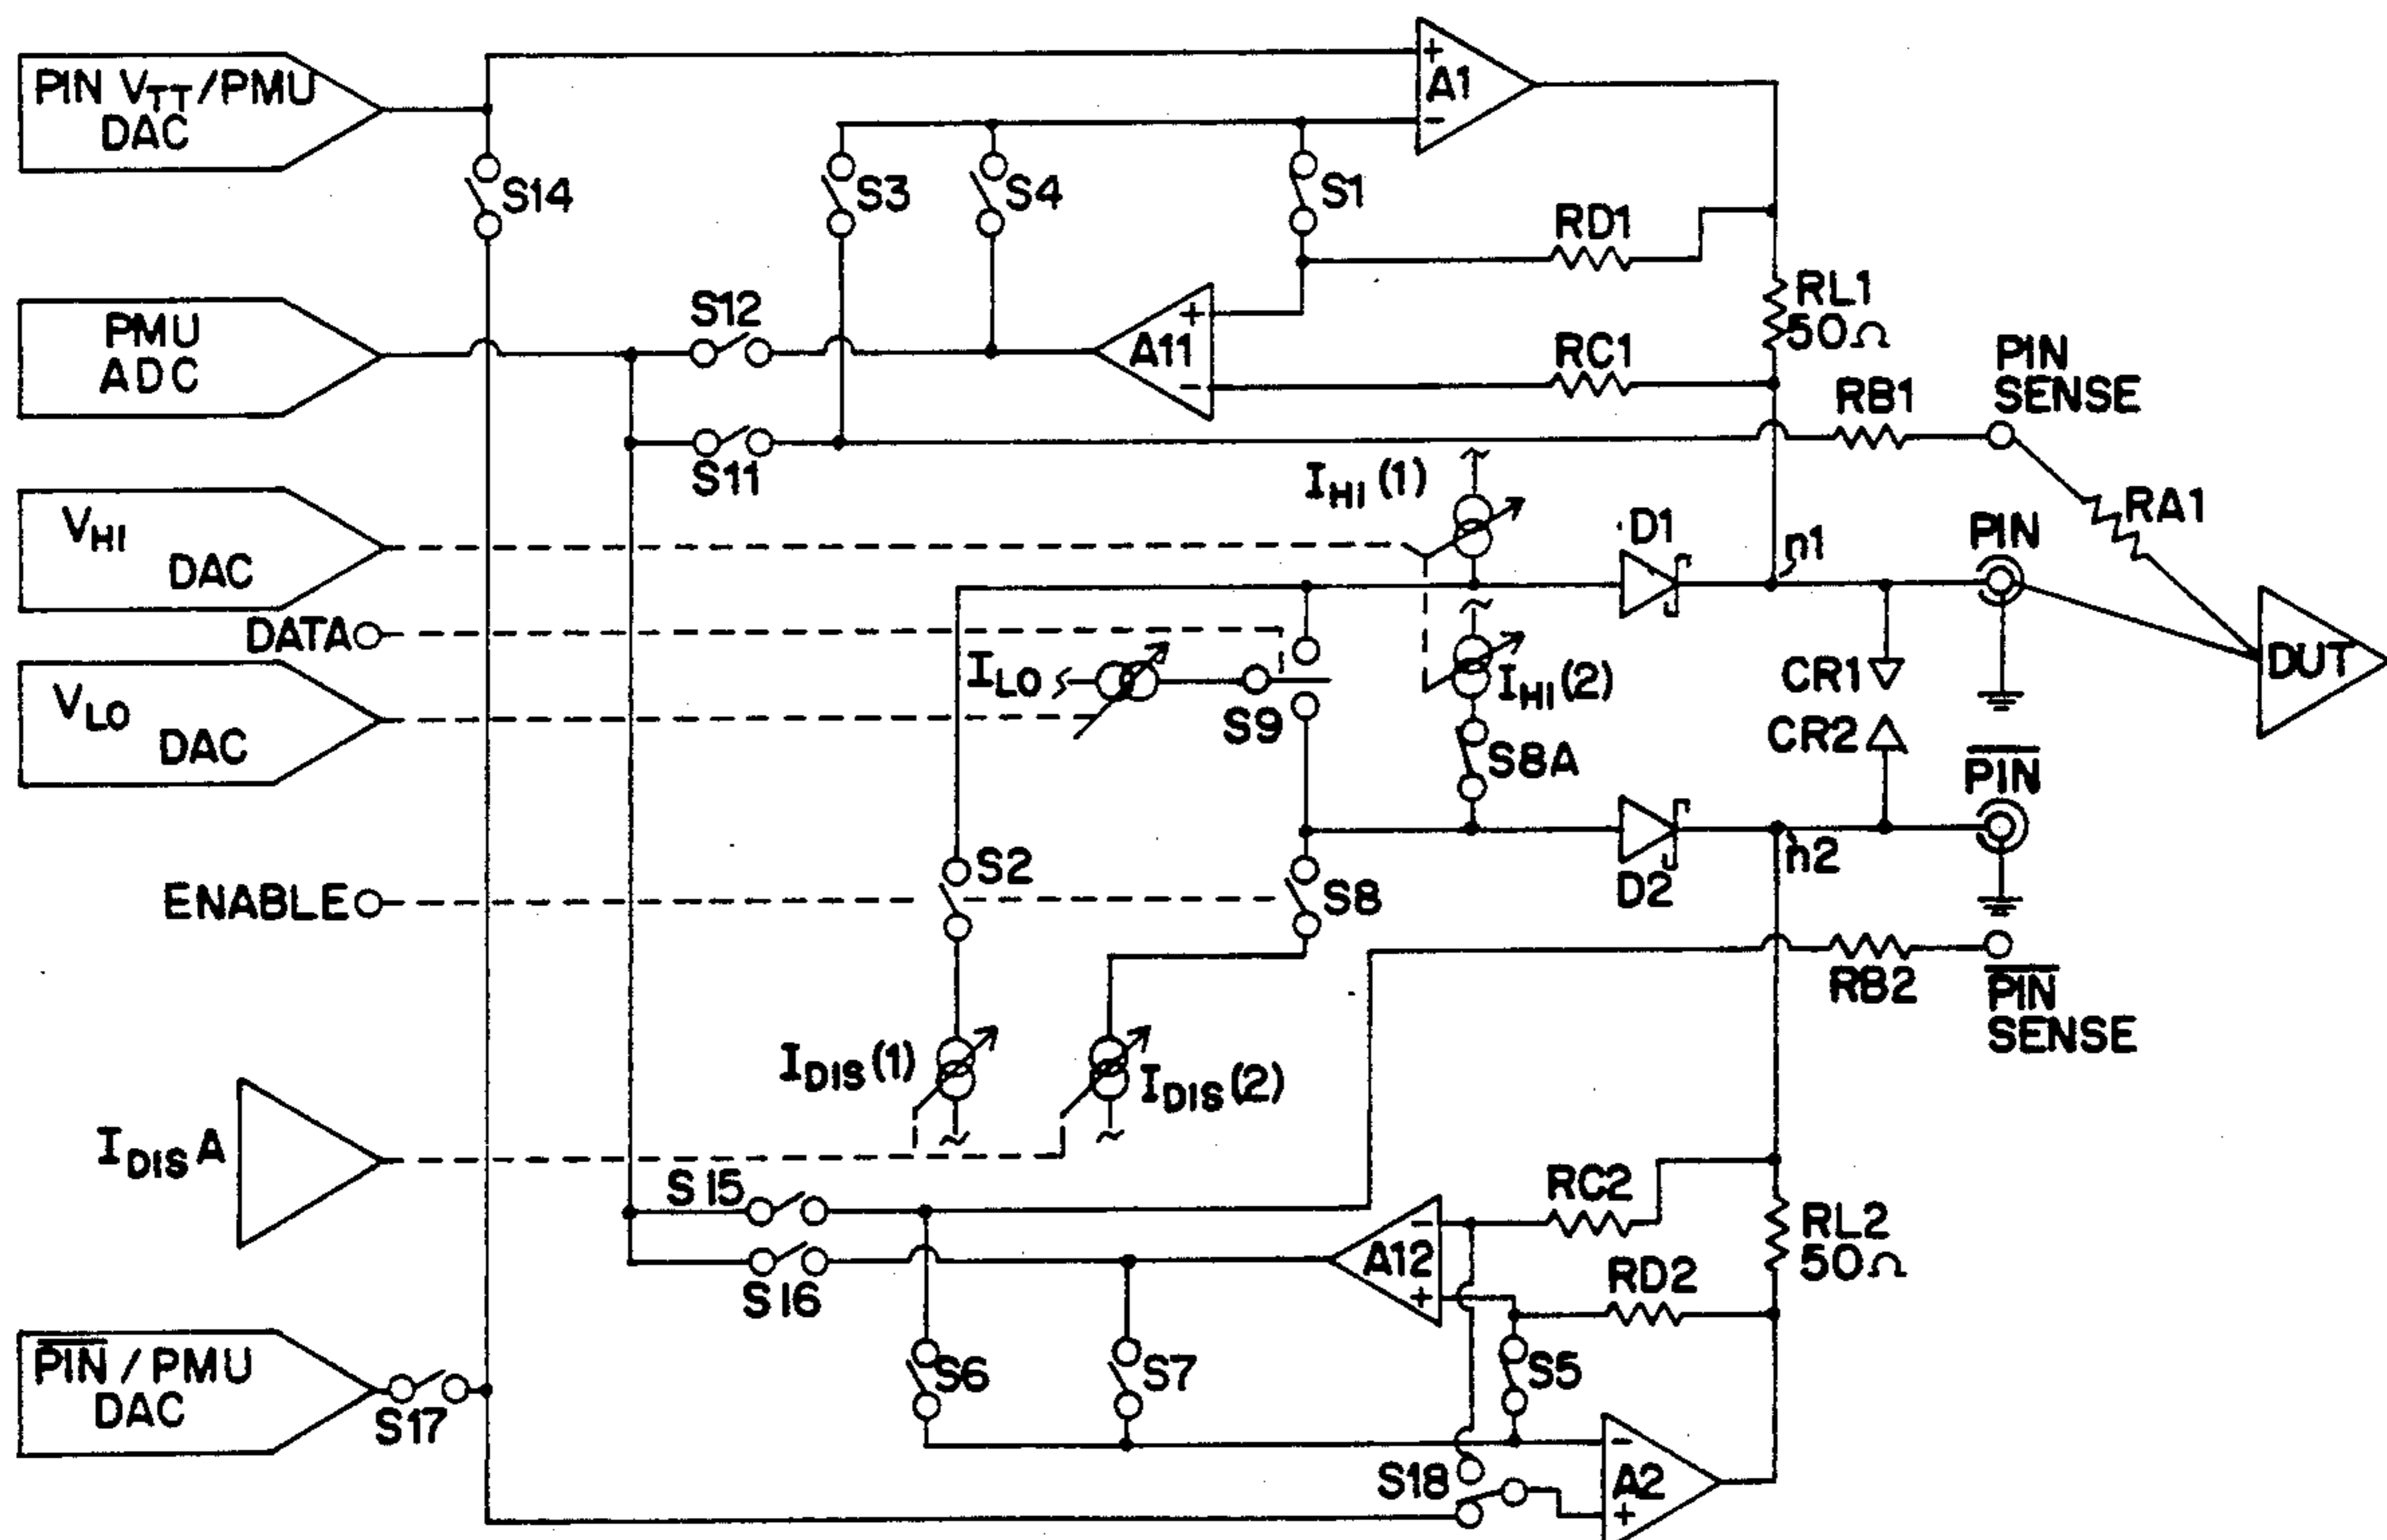 PIN VTT/PMU
DAC
+
A1
−
S14
S3
S4
S1
RD1
RL1
50Ω
PMU
ADC
S12
+
A11
−
RC1
PIN
SENSE
RB1
S11
IHI(1)
VHI
DAC
D1
n1
PIN
RA1
DATA
ILO
IHI(2)
CR1
DUT
VLO
DAC
S9
S8A
CR2
PIN
S2
D2
n2
ENABLE
S8
RB2
PIN
SENSE
IDIS(1)
IDIS(2)
IDISA
S15
RC2
RL2
50Ω
−
A12
+
RD2
S16
PIN/PMU
DAC
S17
S6
S7
S5
S18
−
A2
+